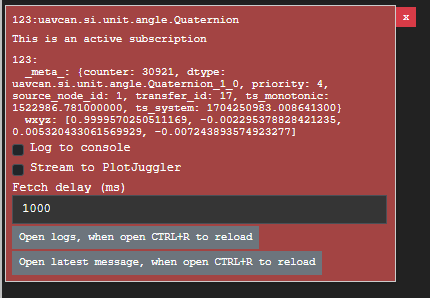 123:uavcan.si.unit.angle.Quaternion
x
This is an active subscription
123:
_meta_: {counter: 30921, dtype:
uavcan.si.unit.angle.Quaternion_1_0, priority: 4,
source_node_id: 1, transfer_id: 17, ts_monotonic:
1522986.781000000, ts_system: 1704250983.008641300}
wxyz: [0.9999570250511169, -0.002295378828421235,
0.005320433061569929, -0.007243893574923277]
Log to console
Stream to PlotJuggler
Fetch delay (ms)
1000
Open logs, when open CTRL+R to reload
Open latest message, when open CTRL+R to reload